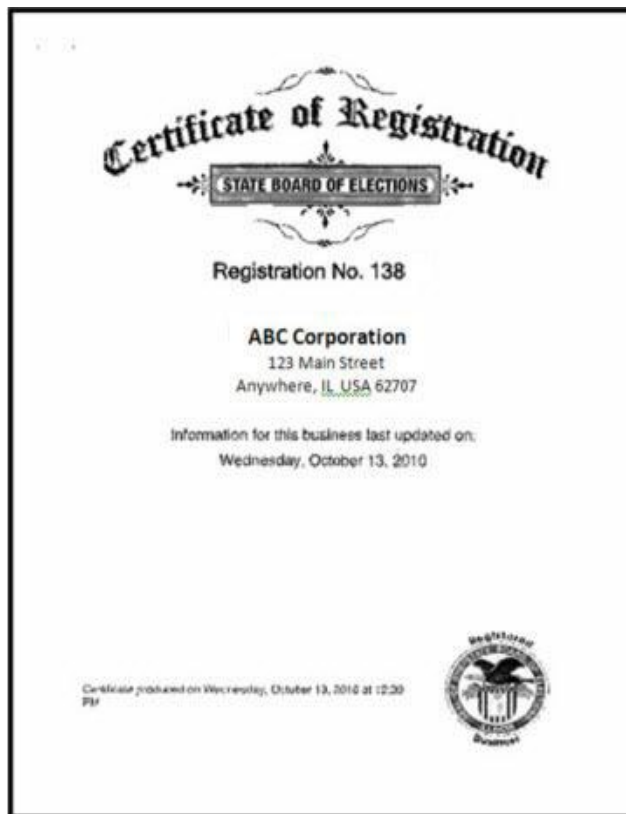 Certificate of Registration
STATE BOARD OF ELECTIONS
Registration No. 138
ABC Corporation
123 Main Street
Anywhere, IL USA 62707
Information for this business last updated on:
Wednesday, October 13, 2010
Certificate produced on Wednesday, October 13, 2010 at 12:30
PM
Registered
Business